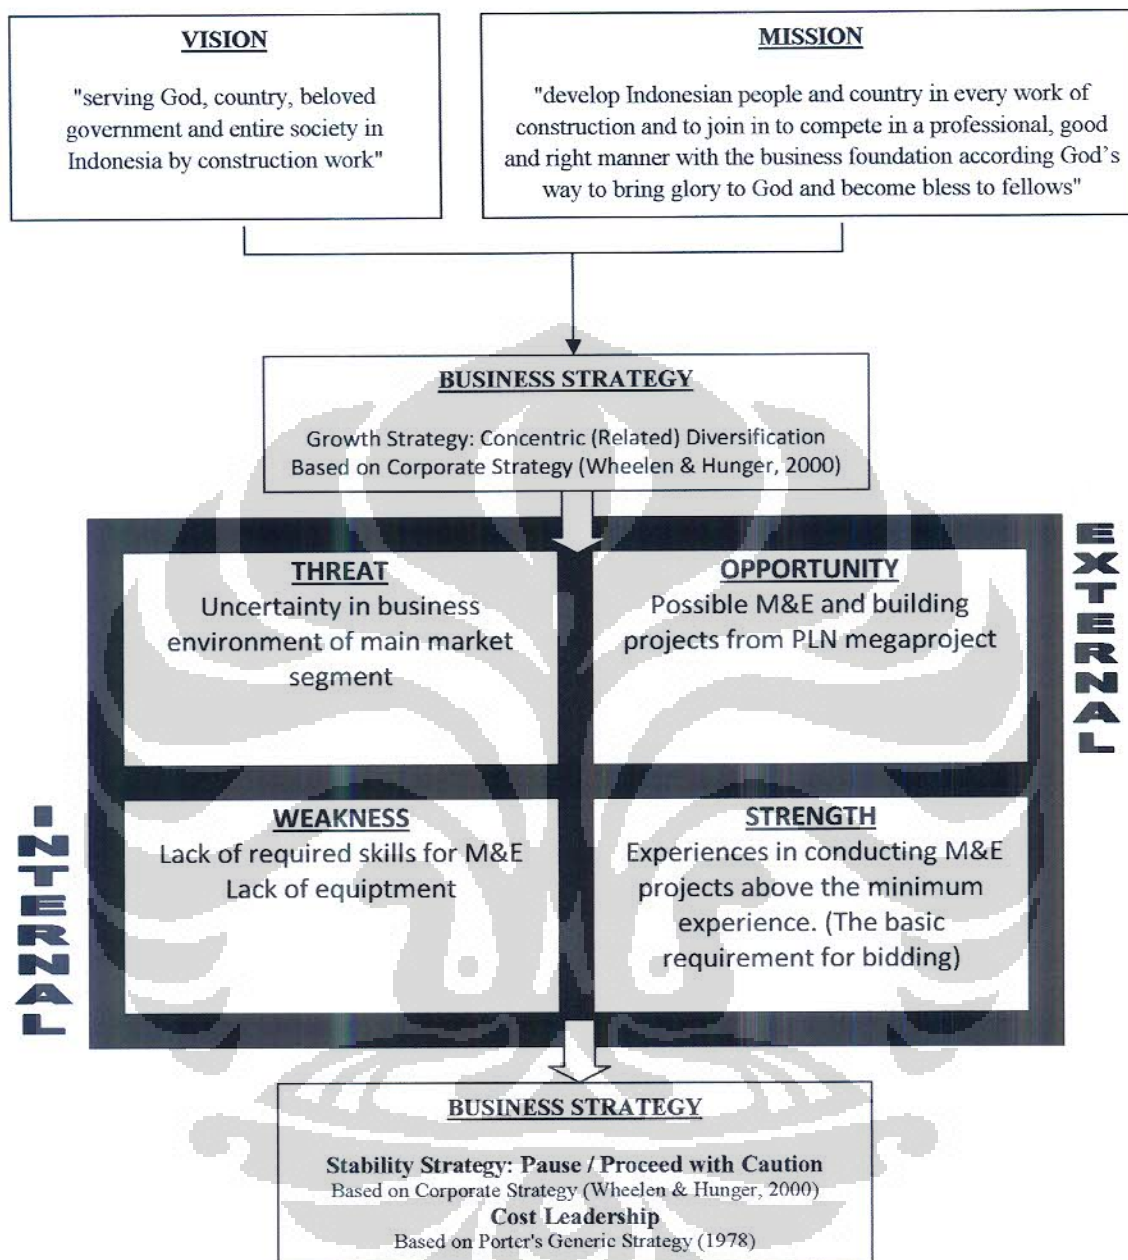 VISION
"serving God, country, beloved
government and entire society in
Indonesia by construction work"
MISSION
"develop Indonesian people and country in every work of
construction and to join in to compete in a professional, good
and right manner with the business foundation according God's
way to bring glory to God and become bless to fellows"
BUSINESS STRATEGY
Growth Strategy: Concentric (Related) Diversification
Based on Corporate Strategy (Wheelen & Hunger, 2000)
EXTERNAL
THREAT
Uncertainty in business
environment of main market
segment
OPPORTUNITY
Possible M&E and building
projects from PLN megaproject
INTERNAL
WEAKNESS
Lack of required skills for M&E
Lack of equiptment
STRENGTH
Experiences in conducting M&E
projects above the minimum
experience. (The basic
requirement for bidding)
BUSINESS STRATEGY
Stability Strategy: Pause / Proceed with Caution
Based on Corporate Strategy (Wheelen & Hunger, 2000)
Cost Leadership
Based on Porter's Generic Strategy (1978)